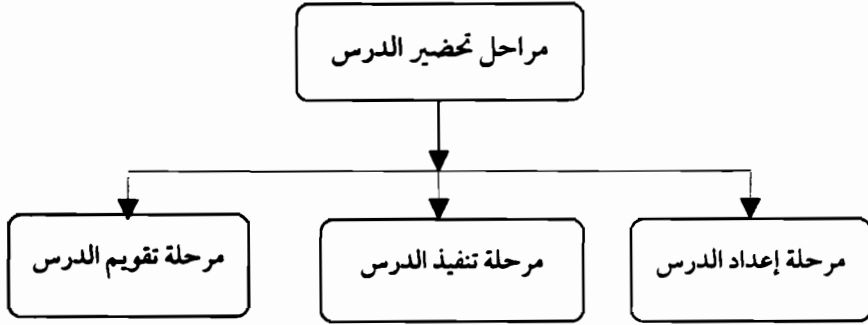 مراحل تحضير الدرس
مرحلة إعداد الدرس
مرحلة تنفيذ الدرس
مرحلة تقويم الدرس